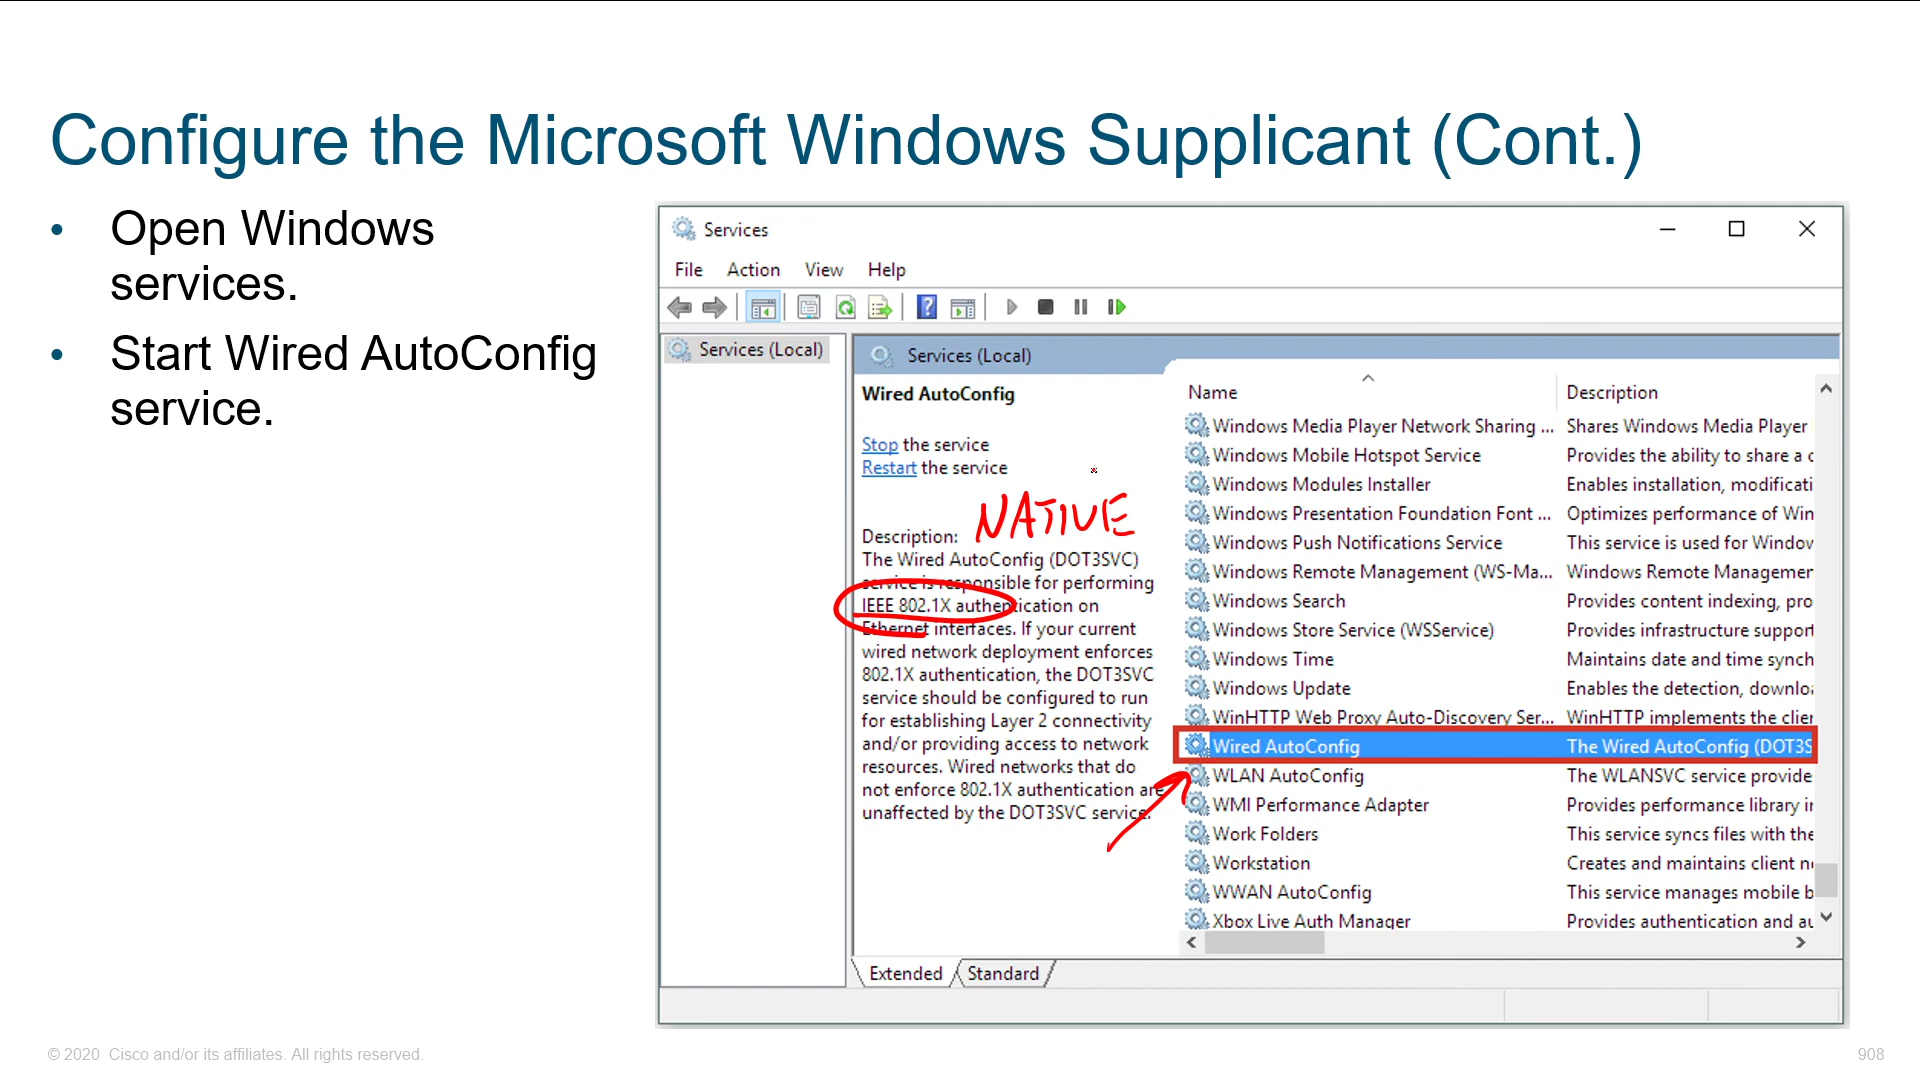 Configure the Microsoft Windows Supplicant (Cont.)
• Open Windows
services.
• Start Wired AutoConfig
service.
Services
File Action View Help
Services (Local)
Services (Local)
Wired AutoConfig
Stop the service
Restart the service
NATIVE
Description:
The Wired AutoConfig (DOT3SVC)
service is responsible for performing
IEEE 802.1X authentication on
Ethernet interfaces. If your current
wired network deployment enforces
802.1X authentication, the DOT3SVC
service should be configured to run
for establishing Layer 2 connectivity
and/or providing access to network
resources. Wired networks that do
not enforce 802.1X authentication are
unaffected by the DOT3SVC service.
Name Description
Windows Media Player Network Sharing ... Shares Windows Media Player
Windows Mobile Hotspot Service Provides the ability to share a c
Windows Modules Installer Enables installation, modificati
Windows Presentation Foundation Font ... Optimizes performance of Win
Windows Push Notifications Service This service is used for Window
Windows Remote Management (WS-Ma... Windows Remote Managemen
Windows Search Provides content indexing, pro
Windows Store Service (WSService) Provides infrastructure support
Windows Time Maintains date and time synch
Windows Update Enables the detection, downloa
WinHTTP Web Proxy Auto-Discovery Ser... WinHTTP implements the clien
Wired AutoConfig The Wired AutoConfig (DOT3S
WLAN AutoConfig The WLANSVC service provide
WMI Performance Adapter Provides performance library in
Work Folders This service syncs files with the
Workstation Creates and maintains client ne
WWAN AutoConfig This service manages mobile b
Xbox Live Auth Manager Provides authentication and au
Extended Standard
© 2020 Cisco and/or its affiliates. All rights reserved.
908